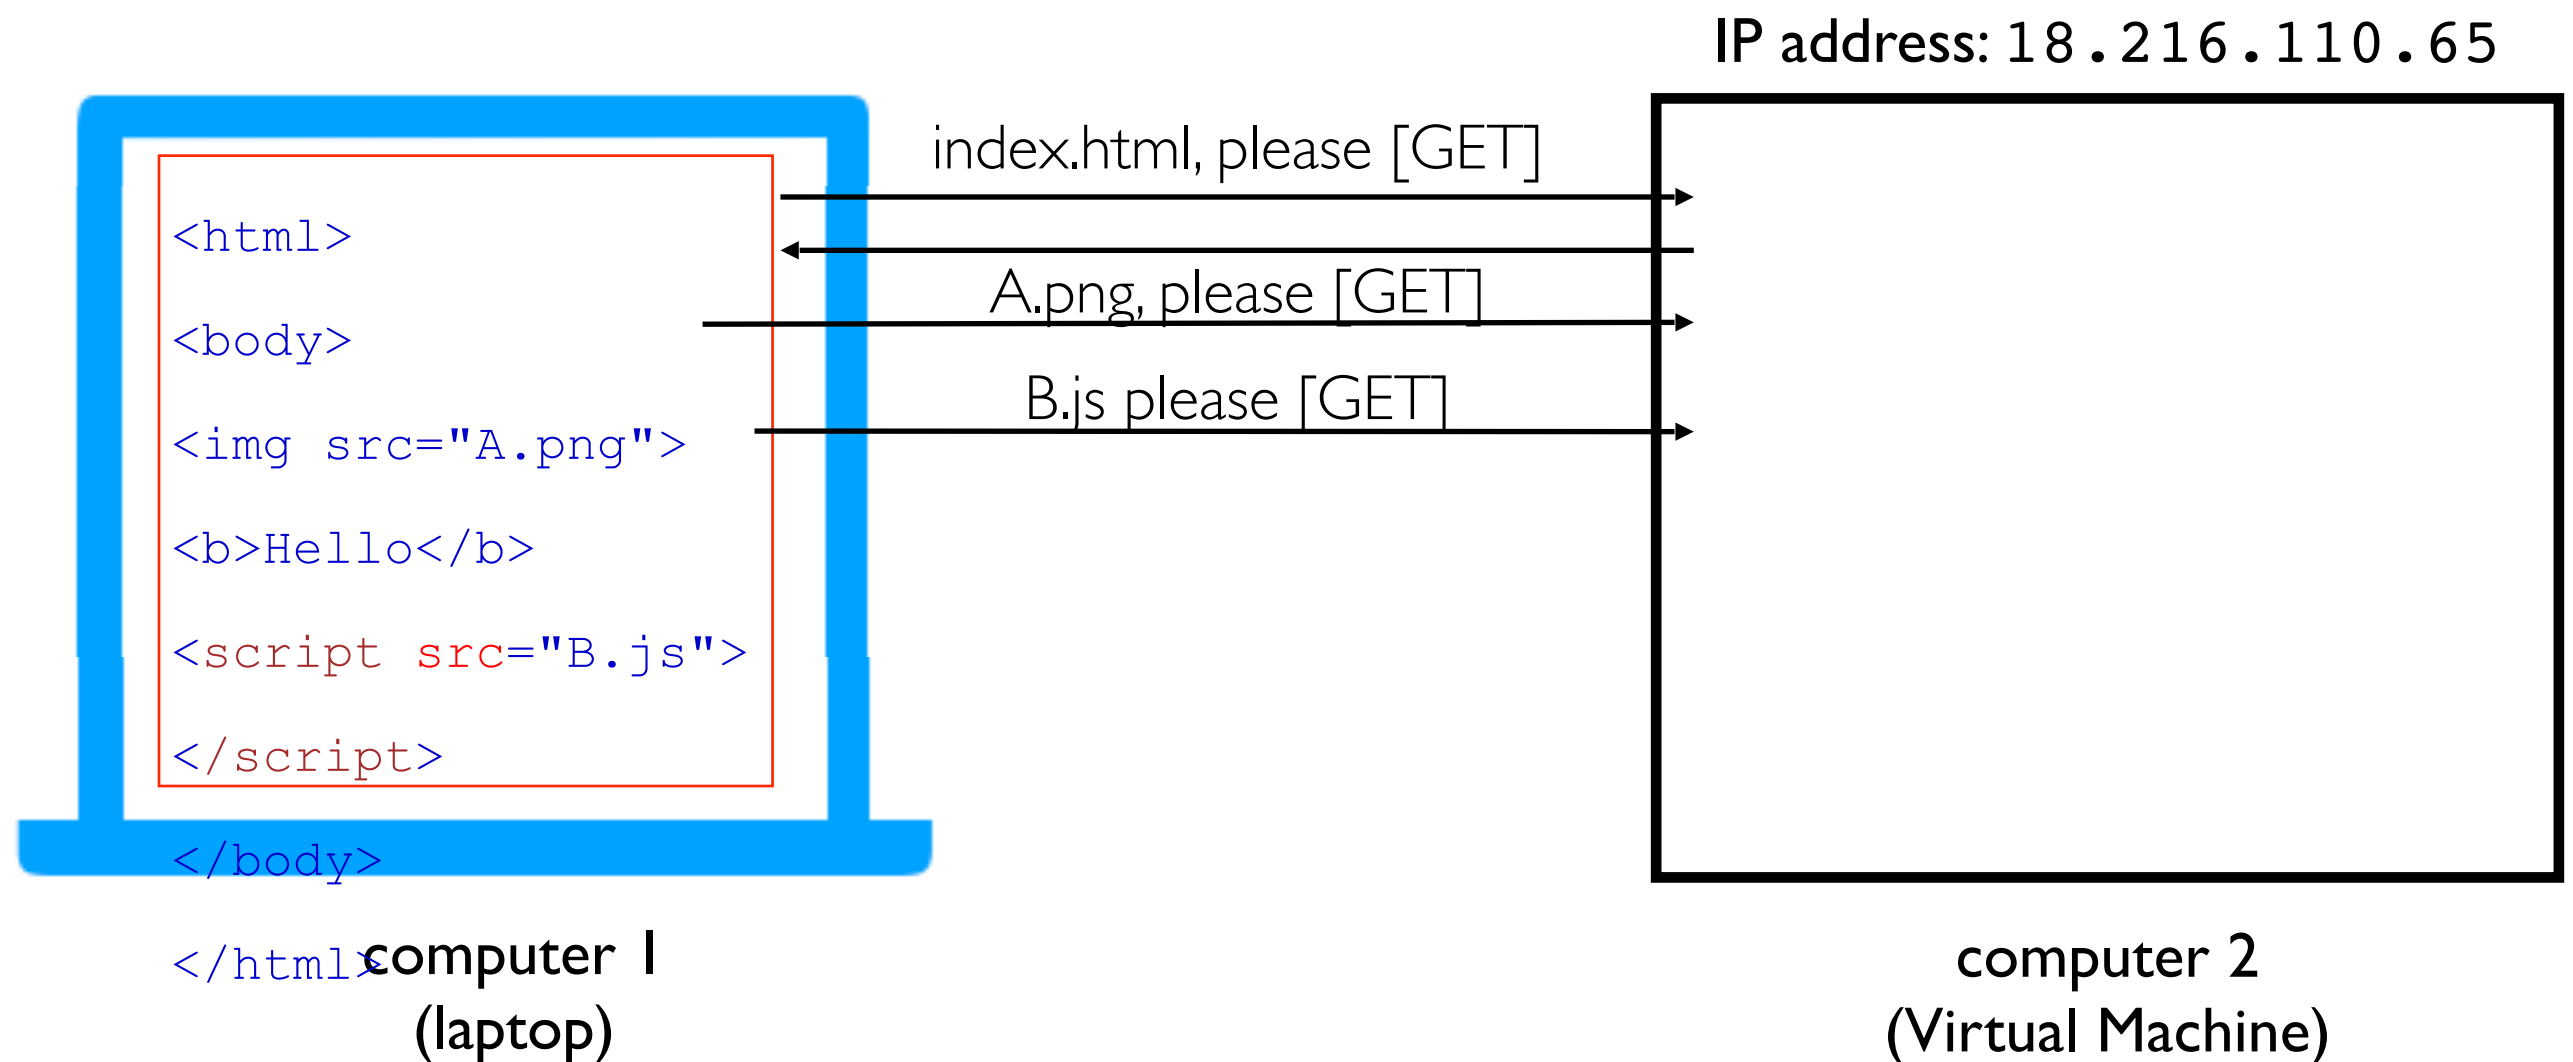 IP address: 18.216.110.65
index.html, please [GET]
A.png, please [GET]
B.js please [GET]
<html>
<body>
<img src="A.png">
<b>Hello</b>
<script src="B.js">
</script>
</body>
</html>
computer 1
(laptop)
computer 2
(Virtual Machine)